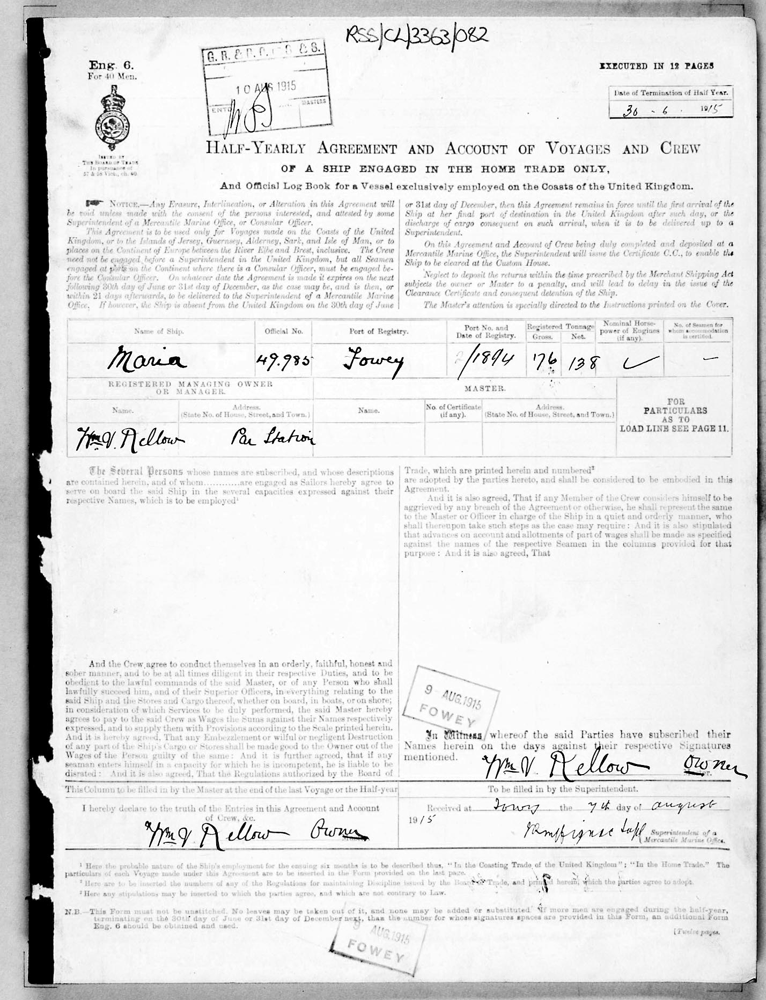 RSS/CL/3363/082
Eng. 6.
For 40 Men.
G. R. & S.
10 AUG 1915
MASTERS
EXECUTED IN 12 PAGES
Date of Termination of Half Year.
30 - 6 . 1915
ISSUED BY
THE BOARD OF TRADE
In pursuance of
57 & 58 Vict., ch. 60.
HALF-YEARLY AGREEMENT AND ACCOUNT OF VOYAGES AND CREW
OF A SHIP ENGAGED IN THE HOME TRADE ONLY,
And Official Log Book for a Vessel exclusively employed on the Coasts of the United Kingdom.
NOTICE.—Any Erasure, Interlineation, or Alteration in this Agreement will
be void unless made with the consent of the persons interested, and attested by some
Superintendent of a Mercantile Marine Office, or Consular Officer.
This Agreement is to be used only for Voyages made on the Coasts of the United
Kingdom, or to the Islands of Jersey, Guernsey, Alderney, Sark, and Isle of Man, or to
places on the Continent of Europe between the River Elbe and Brest, inclusive. The Crew
need not be engaged before a Superintendent in the United Kingdom, but all Seamen
engaged at ports on the Continent where there is a Consular Officer, must be engaged be-
fore the Consular Officer. On whatever date the Agreement is made it expires on the next
following 30th day of June or 31st day of December, as the case may be, and is then, or
within 21 days afterwards, to be delivered to the Superintendent of a Mercantile Marine
Office. If however, the Ship is absent from the United Kingdom on the 30th day of June
or 31st day of December, then this Agreement remains in force until the first arrival of the
Ship at her final port of destination in the United Kingdom after such day, or the
discharge of cargo consequent on such arrival, when it is to be delivered up to a
Superintendent.
On this Agreement and Account of Crew being duly completed and deposited at a
Mercantile Marine Office, the Superintendent will issue the Certificate C.C., to enable the
Ship to be cleared at the Custom House.
Neglect to deposit the returns within the time prescribed by the Merchant Shipping Act
subjects the owner or Master to a penalty, and will lead to delay in the issue of the
Clearance Certificate and consequent detention of the Ship.
The Master's attention is specially directed to the Instructions printed on the Cover.
Name of Ship. Official No. Port of Registry. Port No. and Date of Registry. Registered Tonnage Gross. Net. Nominal Horse-power of Engines (if any). No. of Seamen for whom accommodation is certified.
Maria 49.985 Fowey 2/1894 176 138 –
REGISTERED MANAGING OWNER
OR MANAGER.
MASTER.
Name. Address. (State No. of House, Street, and Town.) Name. No. of Certificate (if any). Address. (State No. of House, Street, and Town.)
FOR
PARTICULARS
AS TO
LOAD LINE SEE PAGE 11.
Wm V. Kellow Par Station
The Several Persons whose names are subscribed, and whose descriptions
are contained herein, and of whom............are engaged as Sailors hereby agree to
serve on board the said Ship in the several capacities expressed against their
respective Names, which is to be employed¹
And the Crew agree to conduct themselves in an orderly, faithful, honest and
sober manner, and to be at all times diligent in their respective Duties, and to be
obedient to the lawful commands of the said Master, or of any Person who shall
lawfully succeed him, and of their Superior Officers, in everything relating to the
said Ship and the Stores and Cargo thereof, whether on board, in boats, or on shore;
in consideration of which Services to be duly performed, the said Master hereby
agrees to pay to the said Crew as Wages the Sums against their Names respectively
expressed, and to supply them with Provisions according to the Scale printed herein.
And it is hereby agreed, That any Embezzlement or wilful or negligent Destruction
of any part of the Ship's Cargo or Stores shall be made good to the Owner out of the
Wages of the Person guilty of the same: And it is further agreed, that if any
seaman enters himself in a capacity for which he is incompetent, he is liable to be
disrated: And it is also agreed, That the Regulations authorized by the Board of
Trade, which are printed herein and numbered²
are adopted by the parties hereto, and shall be considered to be embodied in this
Agreement.
And it is also agreed, That if any Member of the Crew considers himself to be
aggrieved by any breach of the Agreement or otherwise, he shall represent the same
to the Master or Officer in charge of the Ship in a quiet and orderly manner, who
shall thereupon take such steps as the case may require: And it is also stipulated
that advances on account and allotments of part of wages shall be made as specified
against the names of the respective Seamen in the columns provided for that
purpose: And it is also agreed, That
9 AUG.1915
FOWEY
In Witness whereof the said Parties have subscribed their
Names herein on the days against their respective Signatures
mentioned.
Wm V. Kellow Owner
This Column to be filled in by the Master at the end of the last Voyage or the Half-year
I hereby declare to the truth of the Entries in this Agreement and Account
of Crew, &c.
Wm V. Kellow Owner
To be filled in by the Superintendent.
Received at Fowey the 7th day of august
1915
Superintendent of a
Mercantile Marine Office.
¹ Here the probable nature of the Ship's employment for the ensuing six months is to be described thus, "In the Coasting Trade of the United Kingdom"; "In the Home Trade." The
particulars of each Voyage made under this Agreement are to be inserted in the Form provided on the last page.
² Here are to be inserted the numbers of any of the Regulations for maintaining Discipline issued by the Board of Trade, and printed herein, which the parties agree to adopt.
³ Here any stipulations may be inserted to which the parties agree, and which are not contrary to Law.
N.B.—This Form must not be unstitched. No leaves may be taken out of it, and none may be added or substituted. If more men are engaged during the half-year,
terminating on the 30th day of June or 31st day of December next, than the number for whose signatures spaces are provided in this Form, an additional Form
Eng. 6 should be obtained and used.
[Twelve pages.
9 AUG.1915
FOWEY